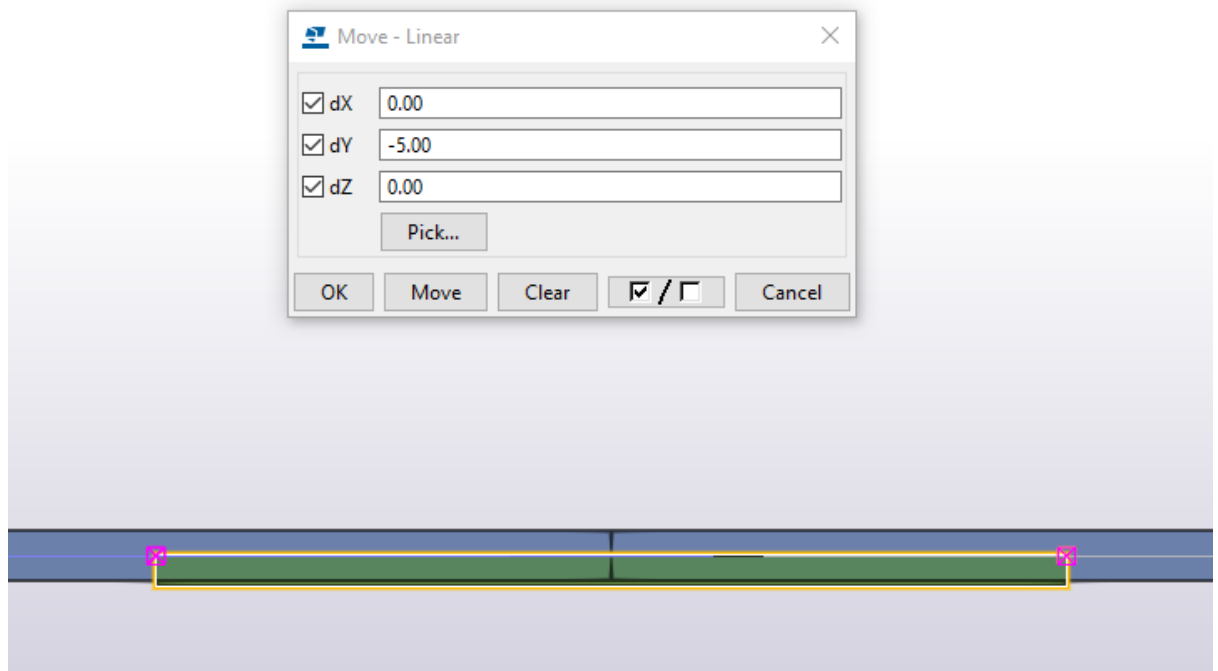 Move - Linear
dX 0.00
dY -5.00
dZ 0.00
Pick...
OK Move Clear / Cancel